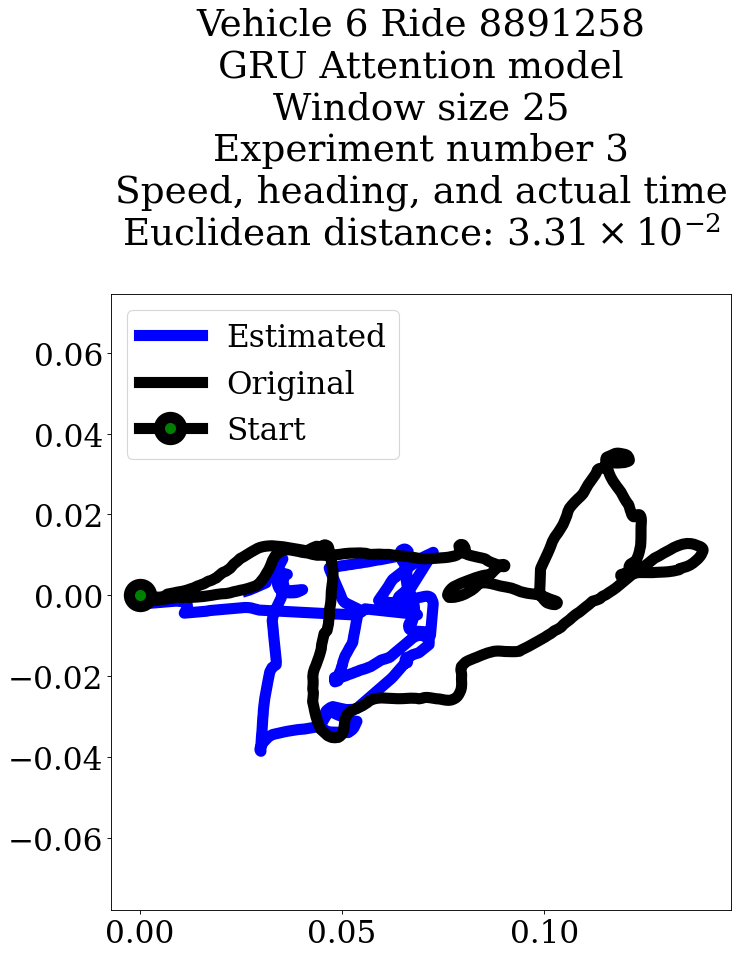 Vehicle 6 Ride 8891258
GRU Attention model
Window size 25
Experiment number 3
Speed, heading, and actual time
Euclidean distance: 3.31 × 10⁻²
Estimated
Original
Start
0.06
0.04
0.02
0.00
−0.02
−0.04
−0.06
0.00 0.05 0.10